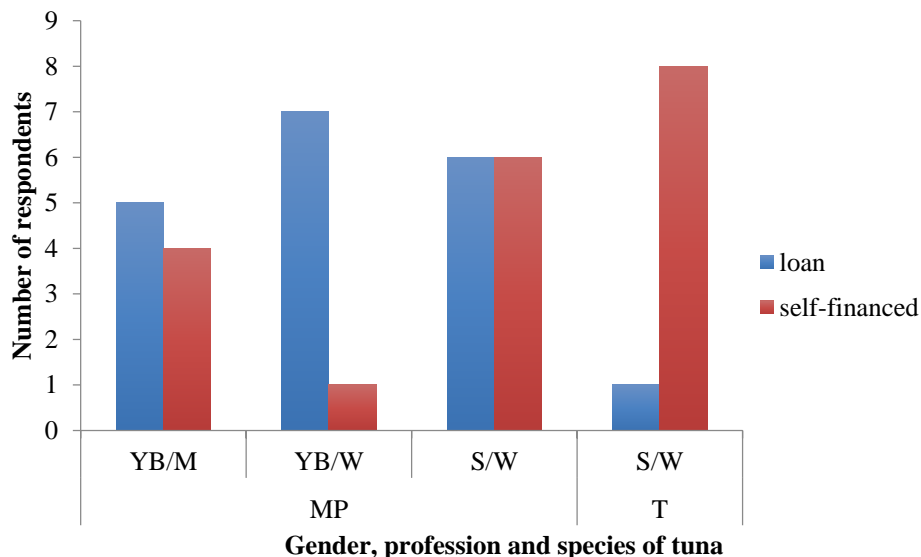 Number of respondents
9
8
7
6
5
4
3
2
1
0
YB/M YB/W S/W S/W
MP T
Gender, profession and species of tuna
loan
self-financed